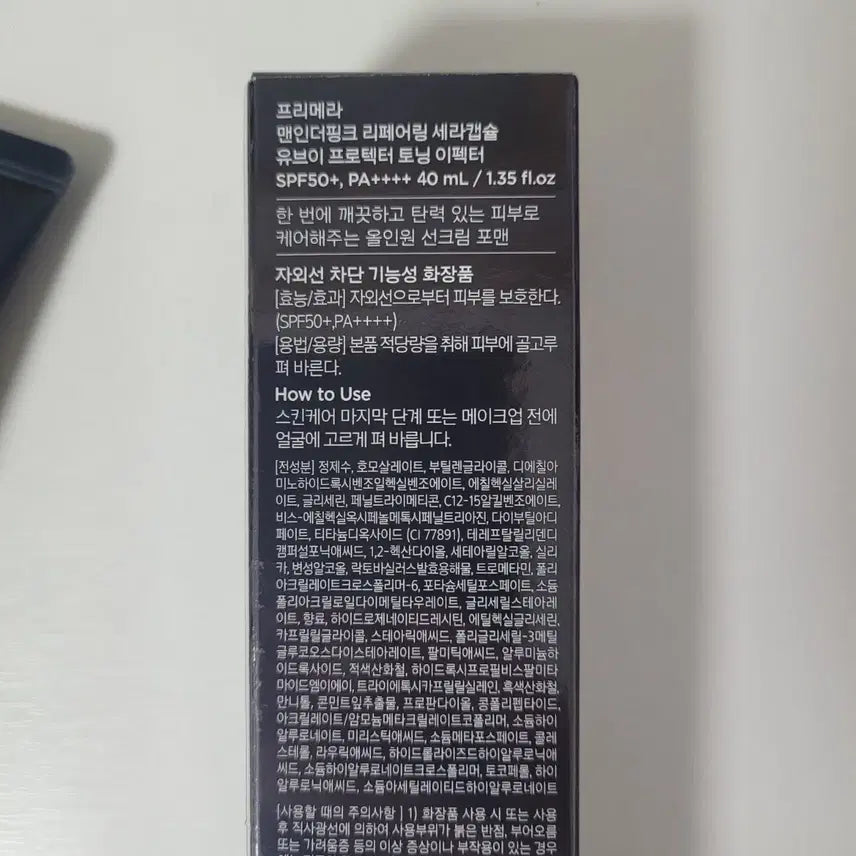 프리메라
맨인더핑크 리페어링 세라캡슐
유브이 프로텍터 토닝 이펙터
SPF50+, PA++++ 40 mL / 1.35 fl.oz
한 번에 깨끗하고 탄력 있는 피부로
케어해주는 올인원 선크림 포맨
자외선 차단 기능성 화장품
[효능/효과] 자외선으로부터 피부를 보호한다.
(SPF50+,PA++++)
[용법/용량] 본품 적당량을 취해 피부에 골고루
펴 바른다.
How to Use
스킨케어 마지막 단계 또는 메이크업 전에
얼굴에 고르게 펴 바릅니다.
[전성분] 정제수, 호모살레이트, 부틸렌글라이콜, 디에칠아
미노하이드록시벤조일헥실벤조에이트, 에칠헥실살리실레
이트, 글리세린, 페닐트라이메티콘, C12-15알킬벤조에이트,
비스-에칠헥실옥시페놀메톡시페닐트리아진, 다이부틸아디
페이트, 티타늄디옥사이드 (CI 77891), 테레프탈릴리덴디
캠퍼설포닉애씨드, 1,2-헥산다이올, 세테아릴알코올, 실리
카, 변성알코올, 락토바실러스발효용해물, 트로메타민, 폴리
아크릴레이트크로스폴리머-6, 포타슘세틸포스페이트, 소듐
폴리아크릴로일다이메틸타우레이트, 글리세릴스테아레
이트, 향료, 하이드로제네이티드레시틴, 에틸헥실글리세린,
카프릴릴글라이콜, 스테아릭애씨드, 폴리글리세릴-3메틸
글루코오스다이스테아레이트, 팔미틱애씨드, 알루미늄하
이드록사이드, 적색산화철, 하이드록시프로필비스팔미타
마이드엠이에이, 트라이에톡시카프릴릴실레인, 흑색산화철,
만니톨, 콘민트잎추출물, 프로판다이올, 콩폴리펩타이드,
아크릴레이트/암모늄메타크릴레이트코폴리머, 소듐하이
알루로네이트, 미리스틱애씨드, 소듐메타포스페이트, 콜레
스테롤, 라우릭애씨드, 하이드롤라이즈드하이알루로닉애
씨드, 소듐하이알루로네이트크로스폴리머, 토코페롤, 하이
알루로닉애씨드, 소듐아세틸레이티드하이알루로네이트
[사용할 때의 주의사항] 1) 화장품 사용 시 또는 사용
후 직사광선에 의하여 사용부위가 붉은 반점, 부어오름
또는 가려움증 등의 이상 증상이나 부작용이 있는 경우